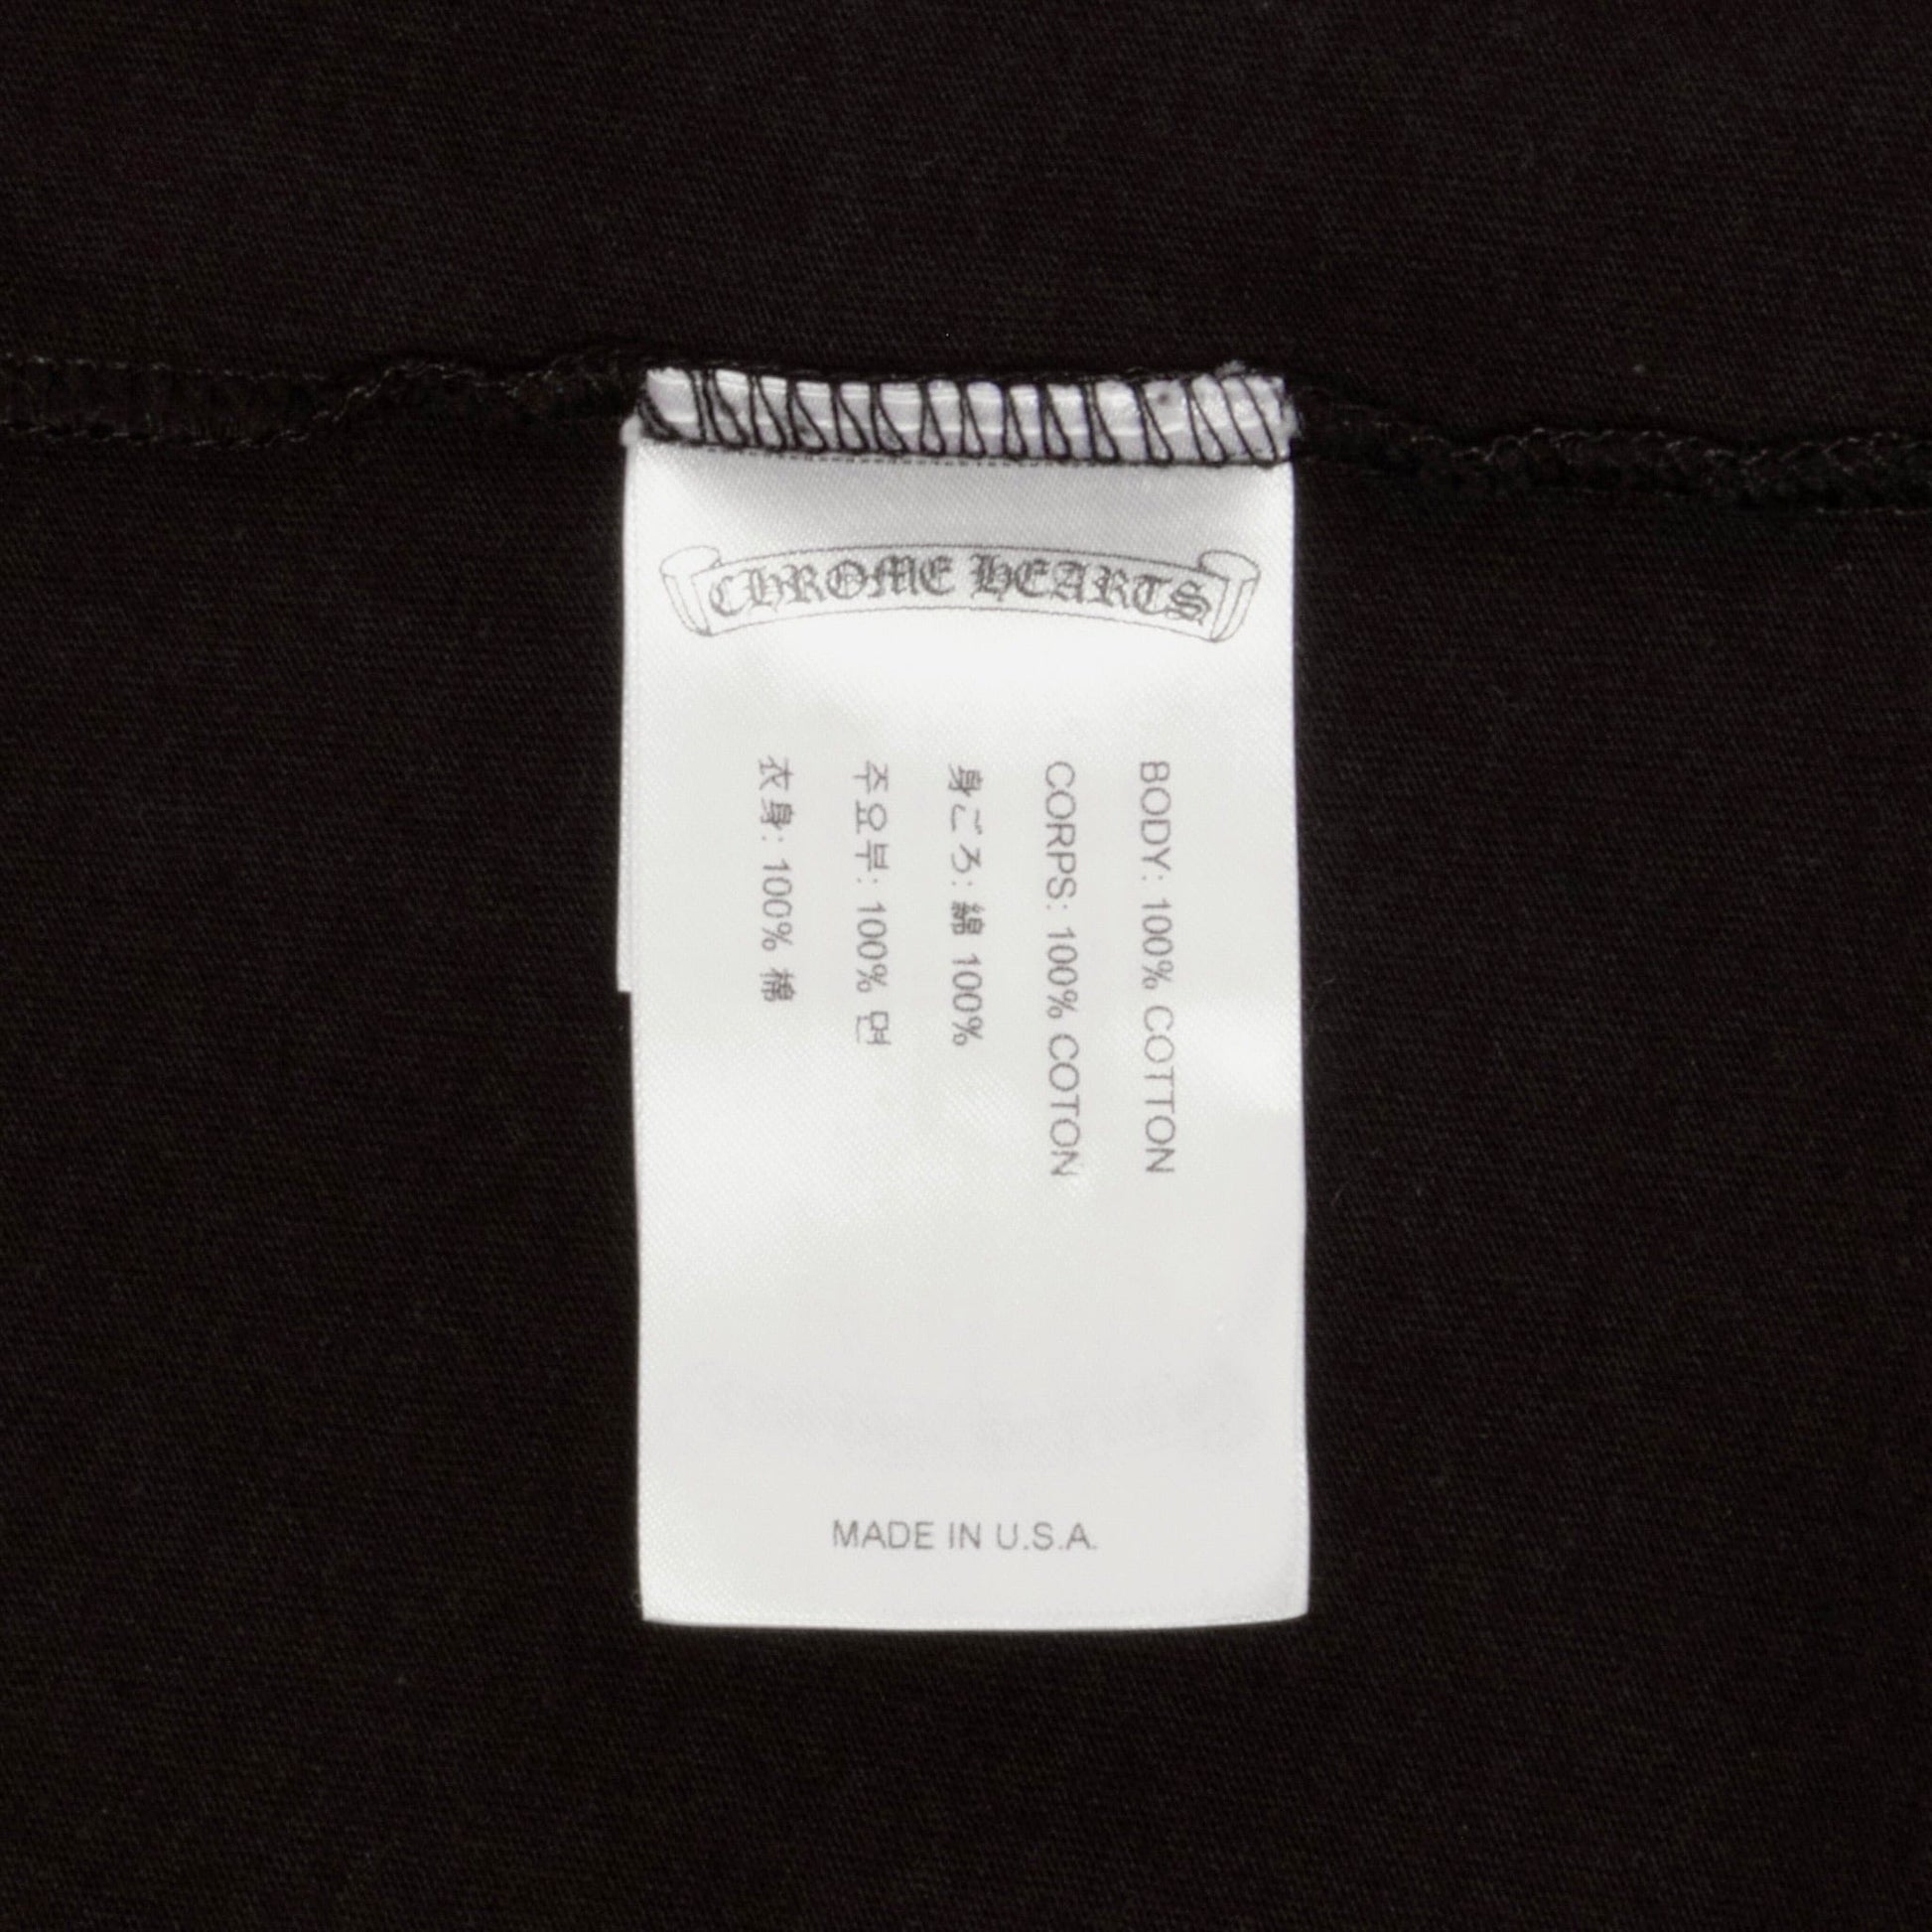 CHROME HEARTS
BODY: 100% COTTON
CORPS: 100% COTON
身ごろ: 綿 100%
주요부: 100% 면
衣身: 100% 棉
MADE IN U.S.A.